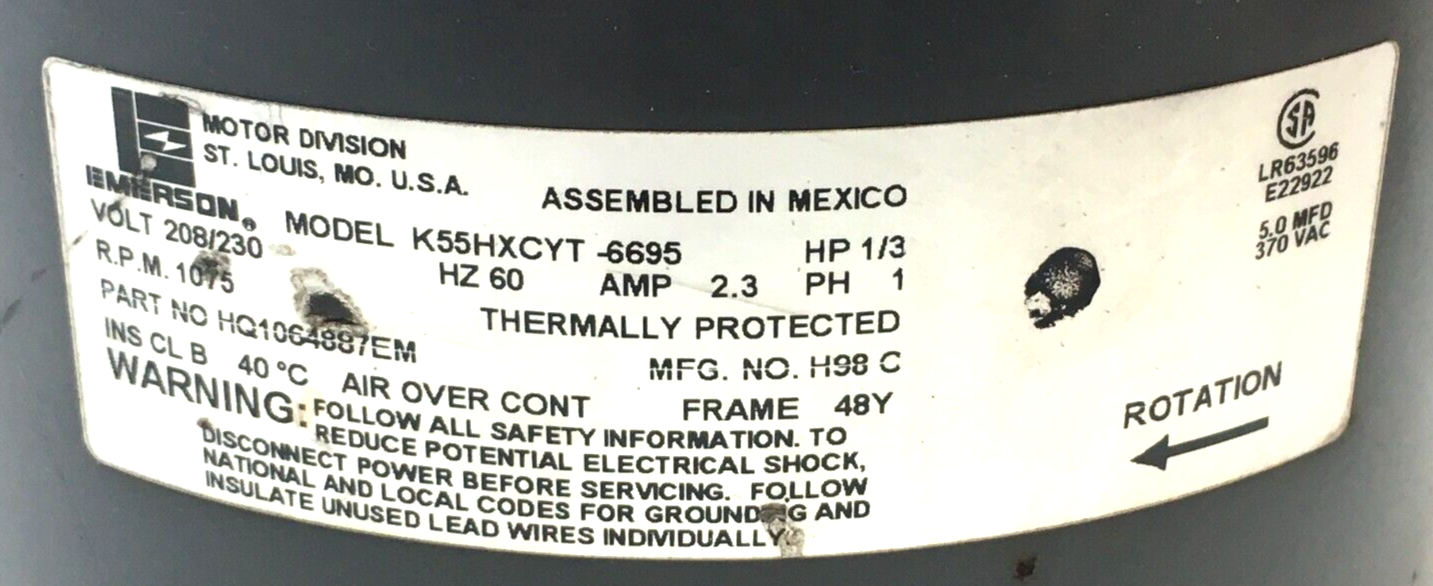 MOTOR DIVISION
ST. LOUIS, MO. U.S.A.
EMERSON®
ASSEMBLED IN MEXICO
MODEL K55HXCYT -6695 HP 1/3
VOLT 208/230 HZ 60 AMP 2.3 PH 1
R.P.M. 1075 THERMALLY PROTECTED
PART NO HQ1064887EM MFG. NO. H98 C
INS CL B 40 °C AIR OVER CONT FRAME 48Y
WARNING: FOLLOW ALL SAFETY INFORMATION. TO
REDUCE POTENTIAL ELECTRICAL SHOCK,
DISCONNECT POWER BEFORE SERVICING. FOLLOW
NATIONAL AND LOCAL CODES FOR GROUNDING AND
INSULATE UNUSED LEAD WIRES INDIVIDUALLY.
SA
LR63596
E22922
5.0 MFD
370 VAC
ROTATION